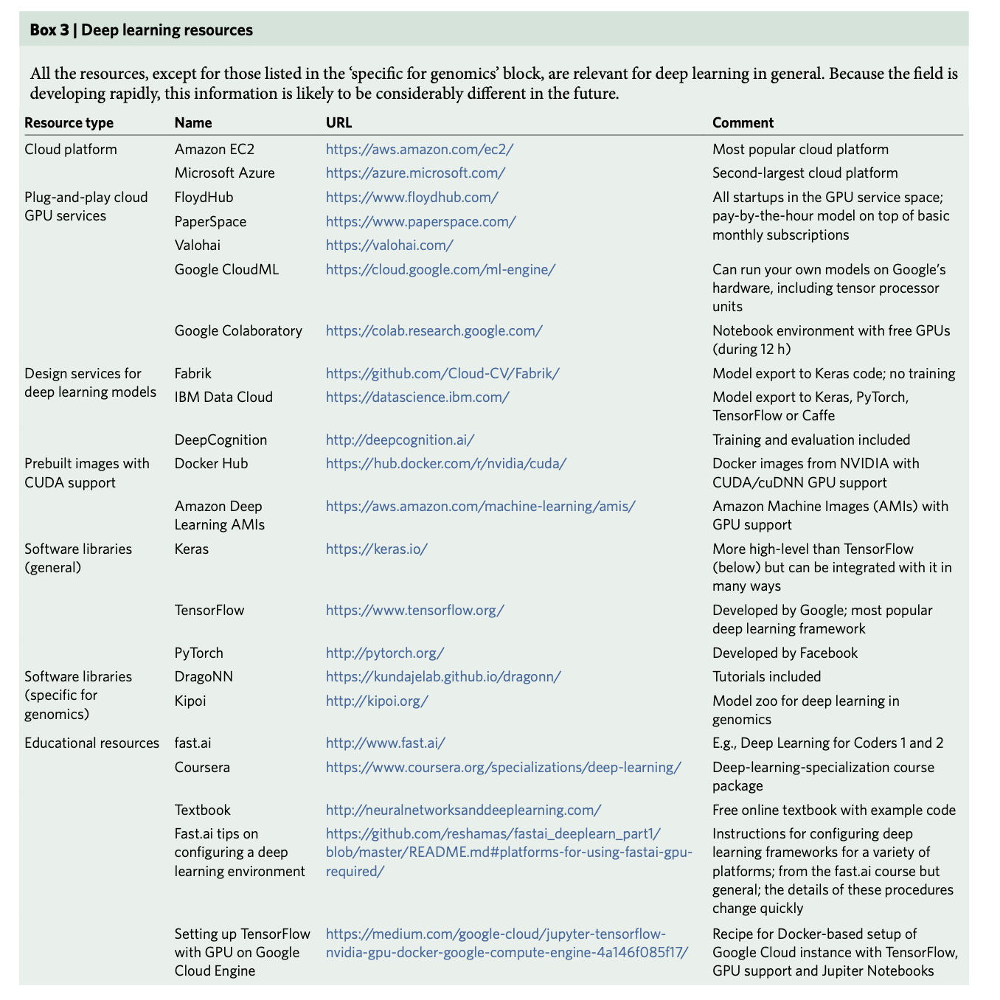 Box 3 | Deep learning resources
All the resources, except for those listed in the ‘specific for genomics’ block, are relevant for deep learning in general. Because the field is
developing rapidly, this information is likely to be considerably different in the future.
Resource type Name URL Comment
Cloud platform Amazon EC2 https://aws.amazon.com/ec2/ Most popular cloud platform
Microsoft Azure https://azure.microsoft.com/ Second-largest cloud platform
Plug-and-play cloud FloydHub https://www.floydhub.com/ All startups in the GPU service space;
GPU services PaperSpace https://www.paperspace.com/ pay-by-the-hour model on top of basic
Valohai https://valohai.com/ monthly subscriptions
Google CloudML https://cloud.google.com/ml-engine/ Can run your own models on Google’s
hardware, including tensor processor
units
Google Colaboratory https://colab.research.google.com/ Notebook environment with free GPUs
(during 12 h)
Design services for Fabrik https://github.com/Cloud-CV/Fabrik/ Model export to Keras code; no training
deep learning models IBM Data Cloud https://datascience.ibm.com/ Model export to Keras, PyTorch,
TensorFlow or Caffe
DeepCognition http://deepcognition.ai/ Training and evaluation included
Prebuilt images with Docker Hub https://hub.docker.com/r/nvidia/cuda/ Docker images from NVIDIA with
CUDA support CUDA/cuDNN GPU support
Amazon Deep https://aws.amazon.com/machine-learning/amis/ Amazon Machine Images (AMIs) with
Learning AMIs GPU support
Software libraries Keras https://keras.io/ More high-level than TensorFlow
(general) (below) but can be integrated with it in
many ways
TensorFlow https://www.tensorflow.org/ Developed by Google; most popular
deep learning framework
PyTorch http://pytorch.org/ Developed by Facebook
Software libraries DragoNN https://kundajelab.github.io/dragonn/ Tutorials included
(specific for Kipoi http://kipoi.org/ Model zoo for deep learning in
genomics) genomics
Educational resources fast.ai http://www.fast.ai/ E.g., Deep Learning for Coders 1 and 2
Coursera https://www.coursera.org/specializations/deep-learning/ Deep-learning-specialization course
package
Textbook http://neuralnetworksanddeeplearning.com/ Free online textbook with example code
Fast.ai tips on https://github.com/reshamas/fastai_deeplearn_part1/ Instructions for configuring deep
configuring a deep blob/master/README.md#platforms-for-using-fastai-gpu- learning frameworks for a variety of
learning environment required/ platforms; from the fast.ai course but
general; the details of these procedures
change quickly
Setting up TensorFlow https://medium.com/google-cloud/jupyter-tensorflow- Recipe for Docker-based setup of
with GPU on Google nvidia-gpu-docker-google-compute-engine-4a146f085f17/ Google Cloud instance with TensorFlow,
Cloud Engine GPU support and Jupiter Notebooks